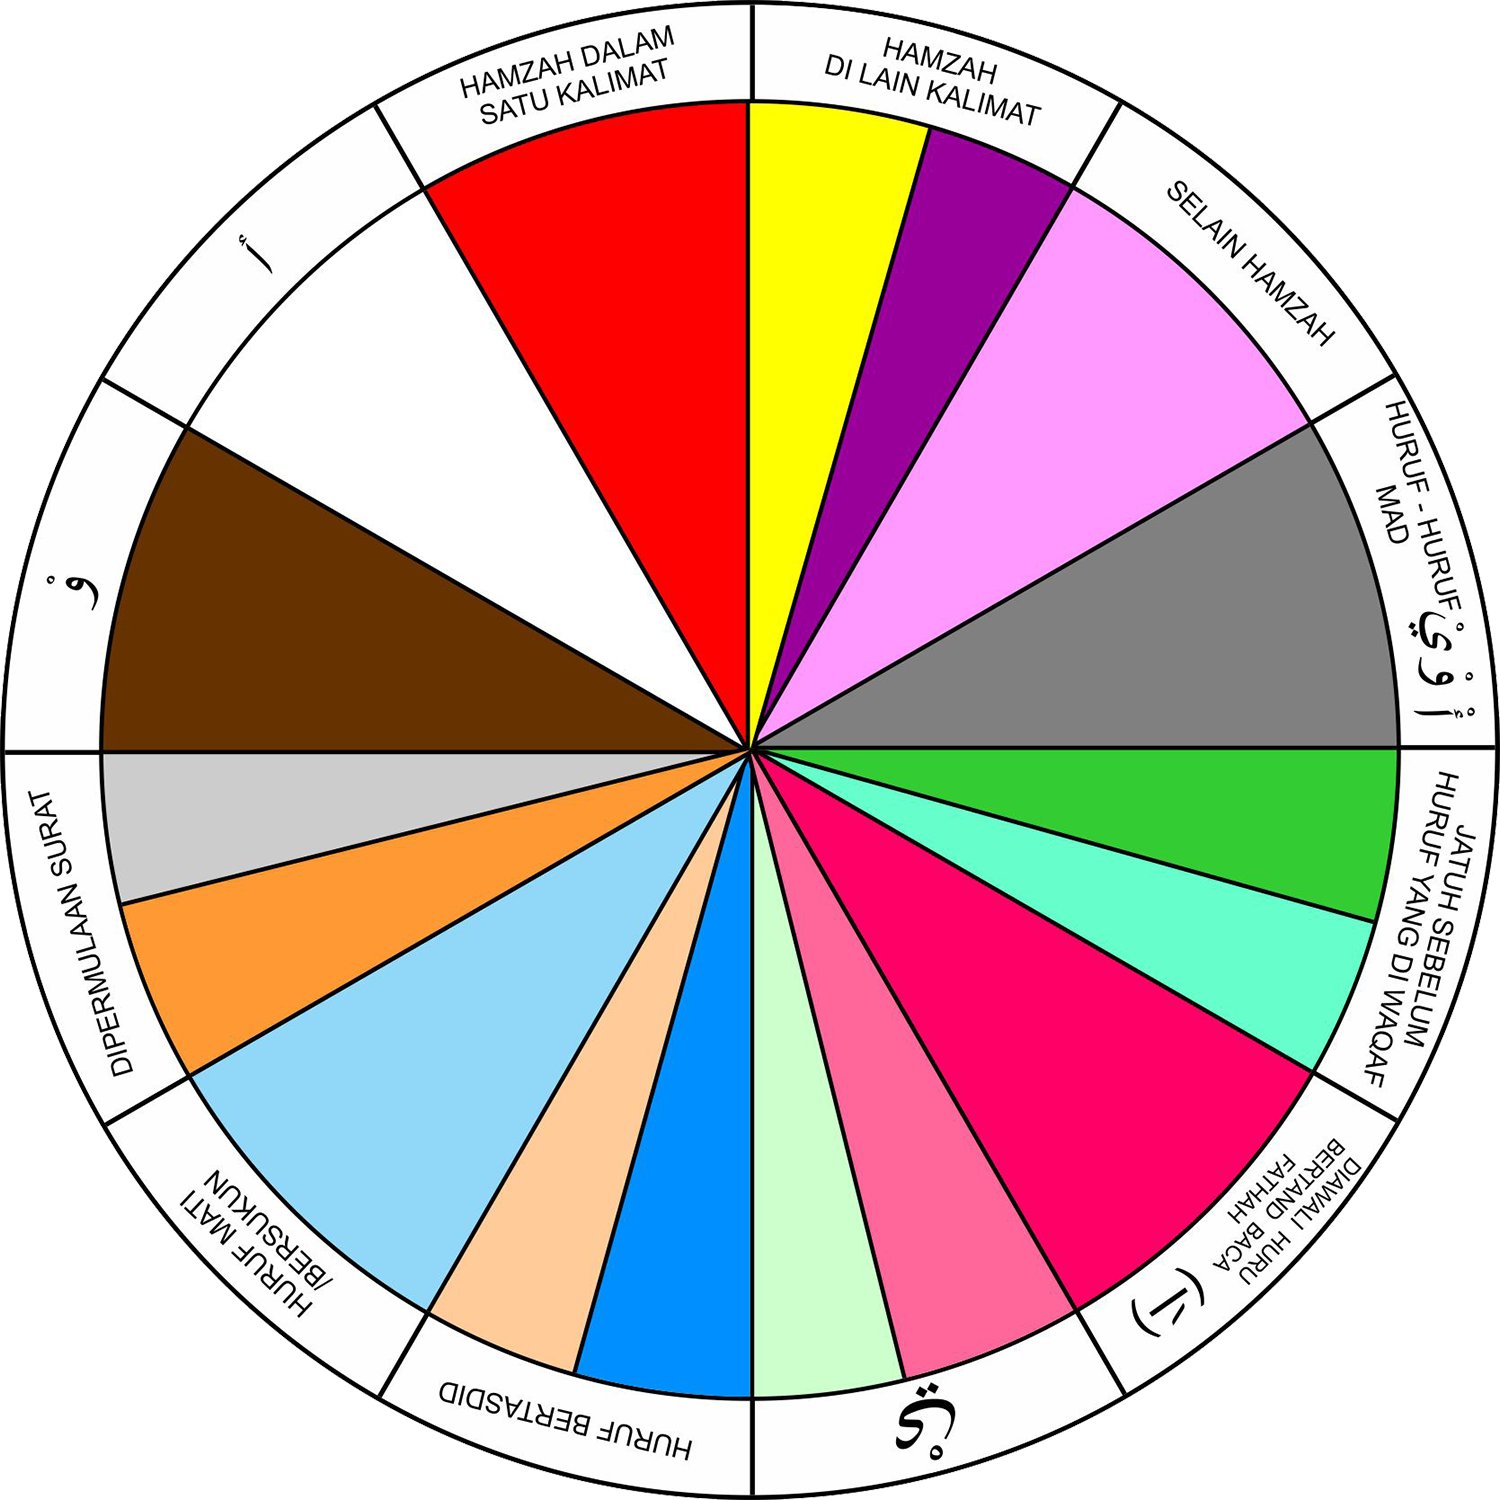 HAMZAH
DI LAIN KALIMAT
SELAIN HAMZAH
HURUF - HURUF
MAD
أْ وْ يْ
JATUH SEBELUM
HURUF YANG DI WAQAF
DIAWALI HURU
BERTAND BACA
FATHAH
(ـَـ)
يْ
HURUF BERTASDID
HURUF MATI
/BERSUKUN
DIPERMULAAN SURAT
وْ
أ
HAMZAH DALAM
SATU KALIMAT